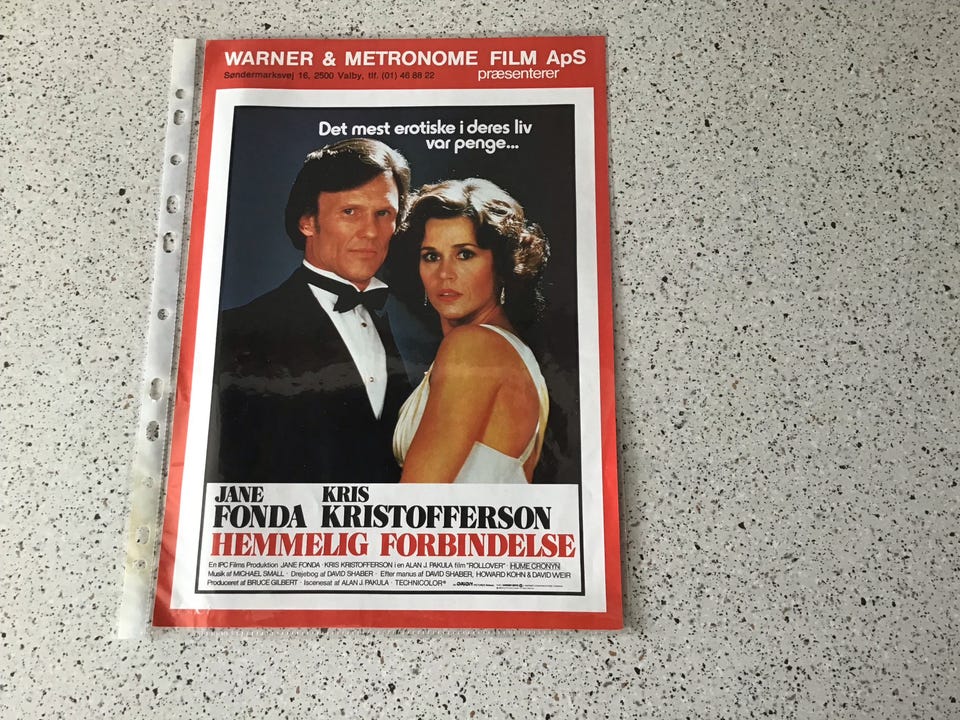 WARNER & METRONOME FILM ApS
Søndermarksvej 16, 2500 Valby, tlf. (01) 46 88 22
præsenterer
Det mest erotiske i deres liv
var penge...
JANE KRIS
FONDA KRISTOFFERSON
HEMMELIG FORBINDELSE
En IPC Films Produktion JANE FONDA · KRIS KRISTOFFERSON i en ALAN J. PAKULA film "ROLLOVER" · HUME CRONYN
Musik af MICHAEL SMALL · Drejebog af DAVID SHABER · Efter manus af DAVID SHABER, HOWARD KOHN & DAVID WEIR
Produceret af BRUCE GILBERT · Iscenesat af ALAN J. PAKULA · TECHNICOLOR®